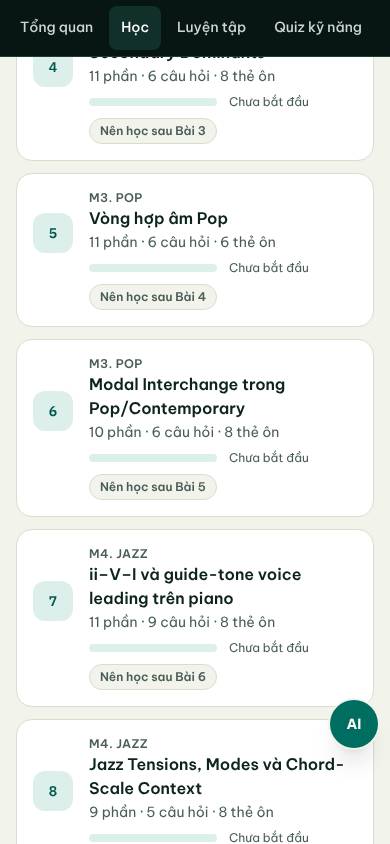 Tổng quan
Học
Luyện tập
Quiz kỹ năng
4
Secondary Dominants
11 phần · 6 câu hỏi · 8 thẻ ôn
Chưa bắt đầu
Nên học sau Bài 3
M3. POP
5
Vòng hợp âm Pop
11 phần · 6 câu hỏi · 6 thẻ ôn
Chưa bắt đầu
Nên học sau Bài 4
M3. POP
Modal Interchange trong
6
Pop/Contemporary
10 phần · 6 câu hỏi · 8 thẻ ôn
Chưa bắt đầu
Nên học sau Bài 5
M4. JAZZ
ii–V–I và guide-tone voice
7
leading trên piano
11 phần · 9 câu hỏi · 8 thẻ ôn
Chưa bắt đầu
Nên học sau Bài 6
AI
M4. JAZZ
Jazz Tensions, Modes và Chord-
8
Scale Context
9 phần · 5 câu hỏi · 8 thẻ ôn
Chưa bắt đầu